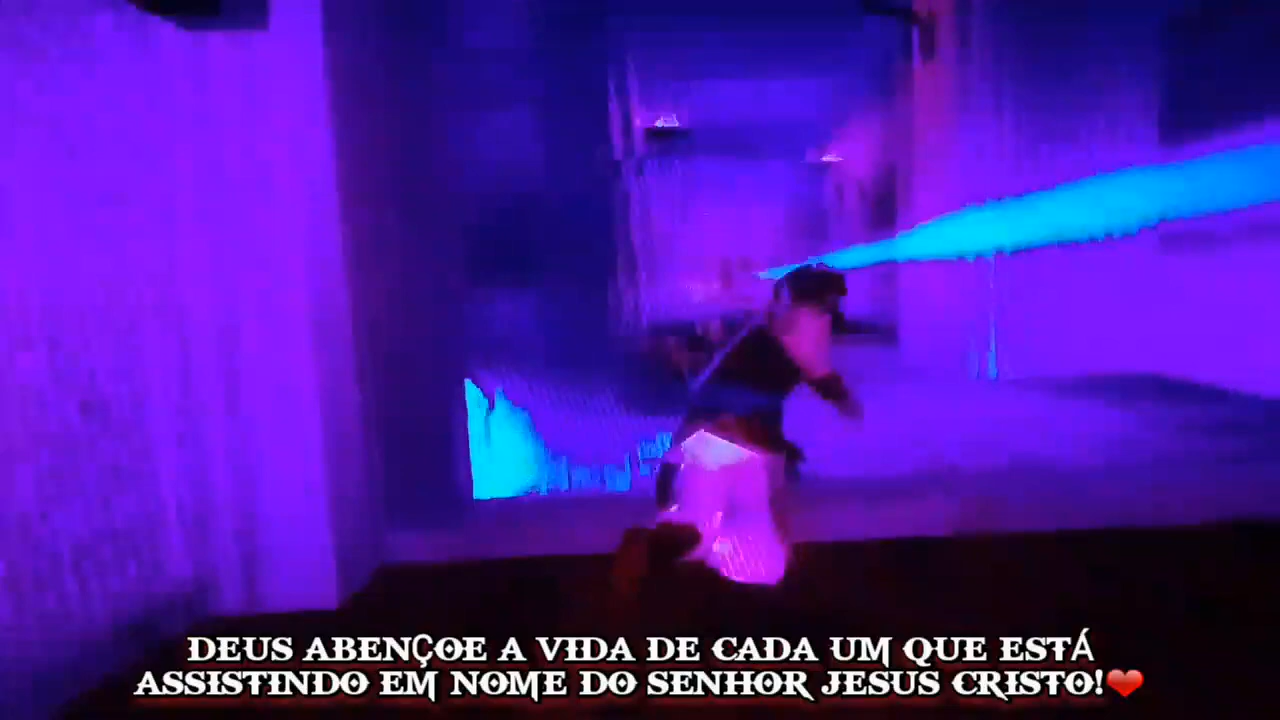 DEUS ABENÇOE A VIDA DE CADA UM QUE ESTÁ
ASSISTINDO EM NOME DO SENHOR JESUS CRISTO!❤️